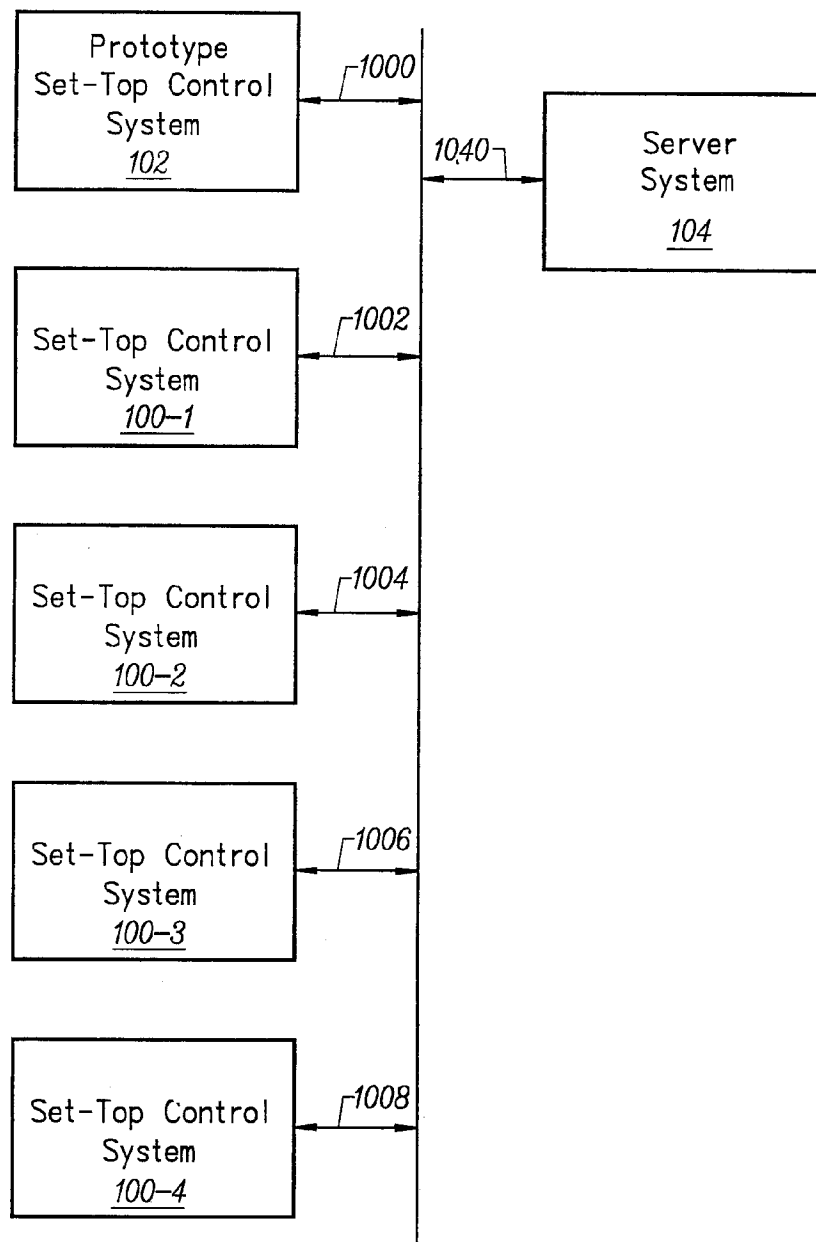 Prototype
Set-Top Control
System
102
1000
1040
Server
System
104
Set-Top Control
System
100-1
1002
Set-Top Control
System
100-2
1004
Set-Top Control
System
100-3
1006
Set-Top Control
System
100-4
1008